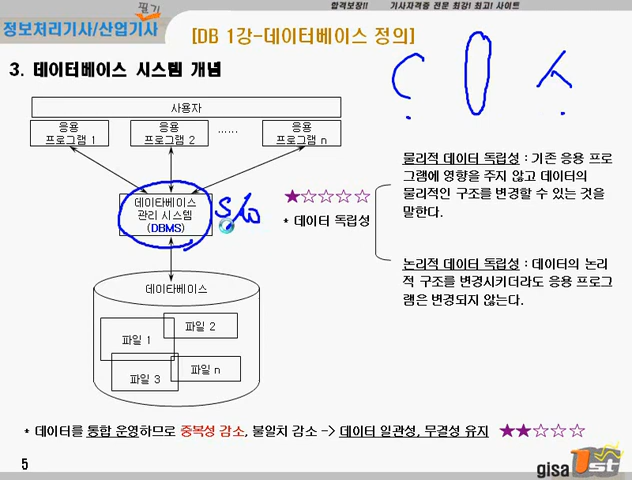 합격보장!!
기사자격증 전문 최강! 최고! 사이트
필기
정보처리기사/산업기사
[DB 1강-데이터베이스 정의]
3. 데이터베이스 시스템 개념
사용자
응용
프로그램 1
응용
프로그램 2
......
응용
프로그램 n
데이타베이스
관리 시스템
(DBMS)
S/W
★☆☆☆☆
* 데이터 독립성
물리적 데이터 독립성 : 기존 응용 프로
그램에 영향을 주지 않고 데이터의
물리적인 구조를 변경할 수 있는 것을
말한다.
논리적 데이터 독립성 : 데이터의 논리
적 구조를 변경시키더라도 응용 프로그
램은 변경되지 않는다.
데이타베이스
파일 1
파일 2
파일 3
파일 n
* 데이터를 통합 운영하므로 중복성 감소, 불일치 감소 -> 데이터 일관성, 무결성 유지 ★★☆☆☆
5
gisa 1st